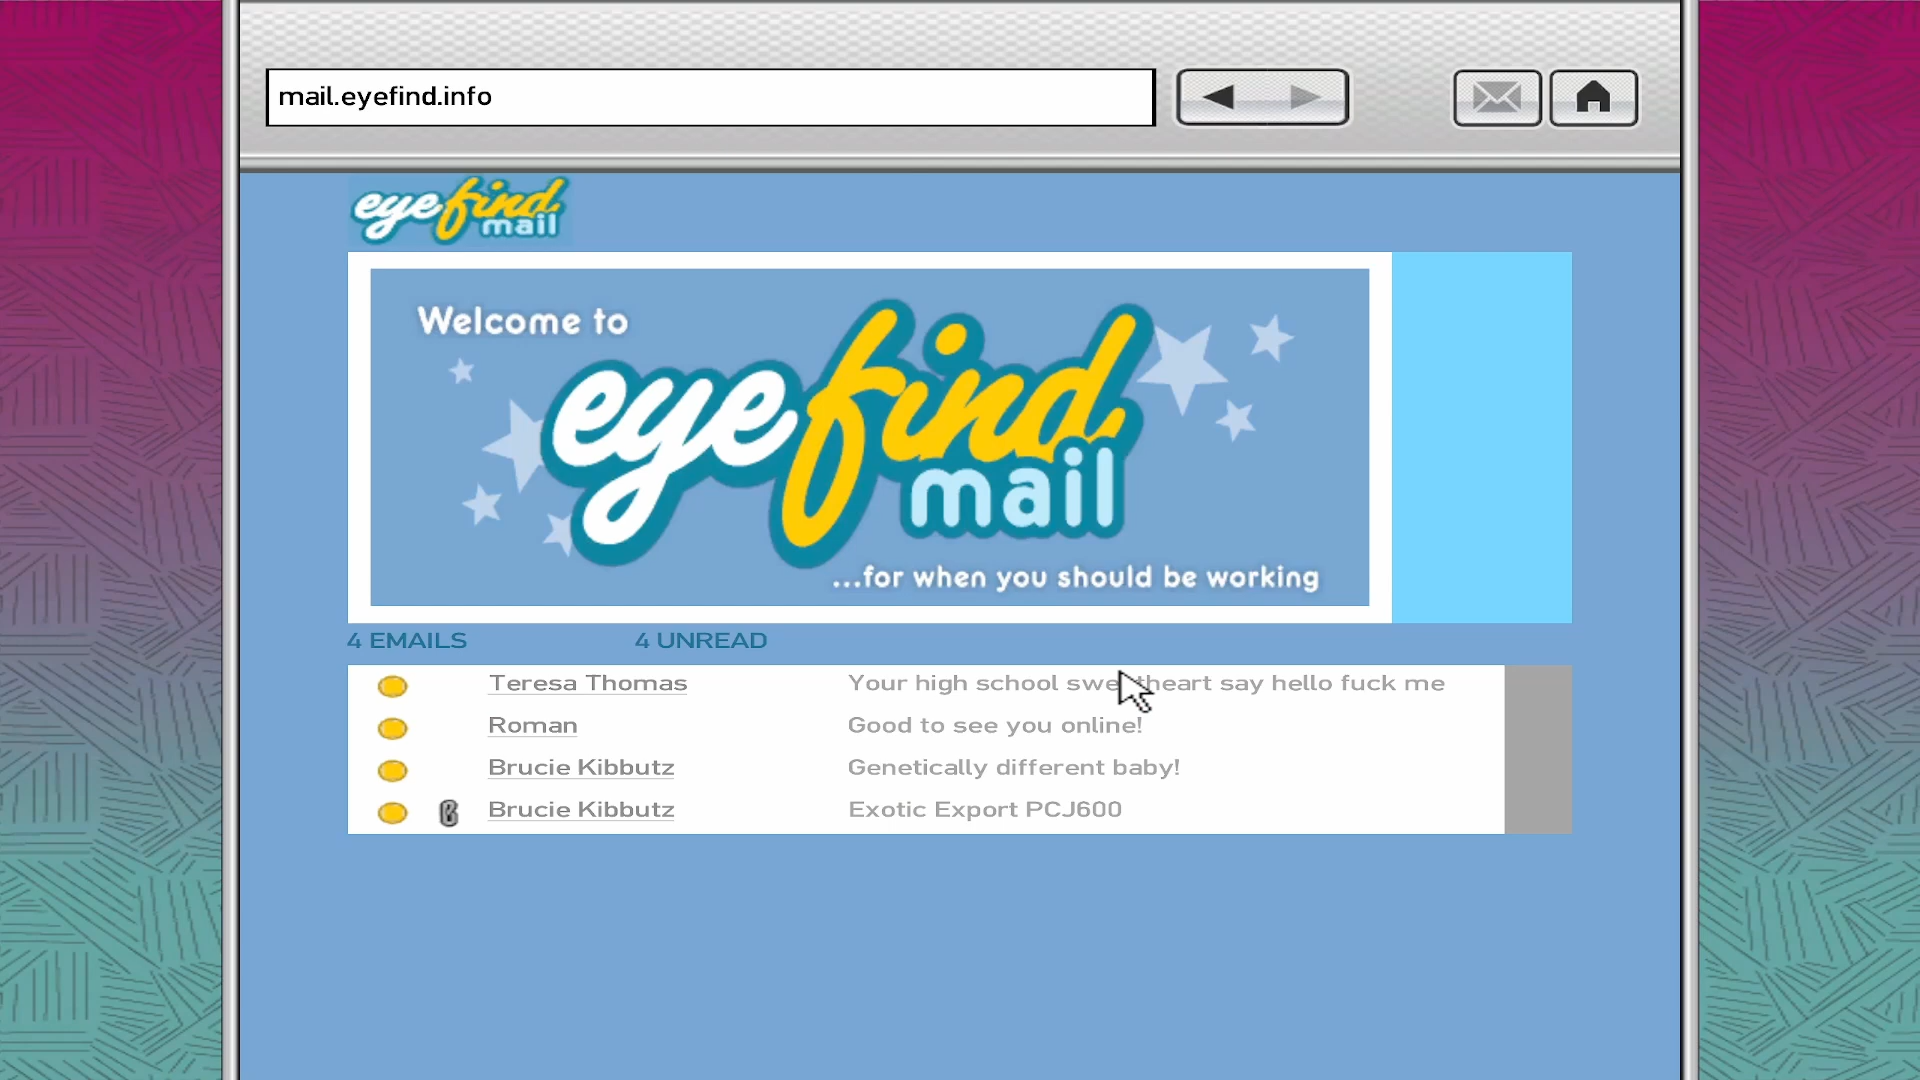 mail.eyefind.info
eyefind mail
Welcome to
eyefind
mail
...for when you should be working
4 EMAILS 4 UNREAD
Teresa Thomas Your high school sweetheart say hello fuck me
Roman Good to see you online!
Brucie Kibbutz Genetically different baby!
Brucie Kibbutz Exotic Export PCJ600